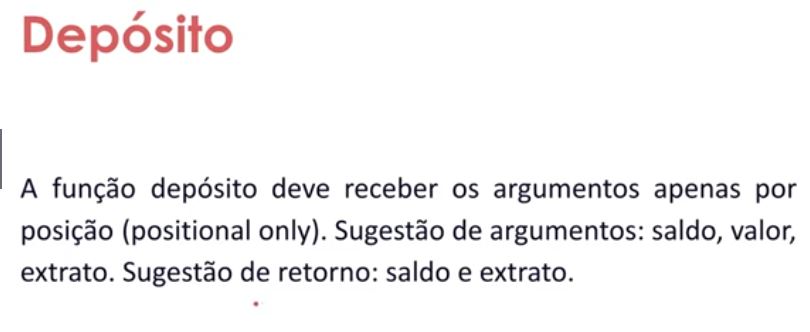 Depósito
A função depósito deve receber os argumentos apenas por
posição (positional only). Sugestão de argumentos: saldo, valor,
extrato. Sugestão de retorno: saldo e extrato.